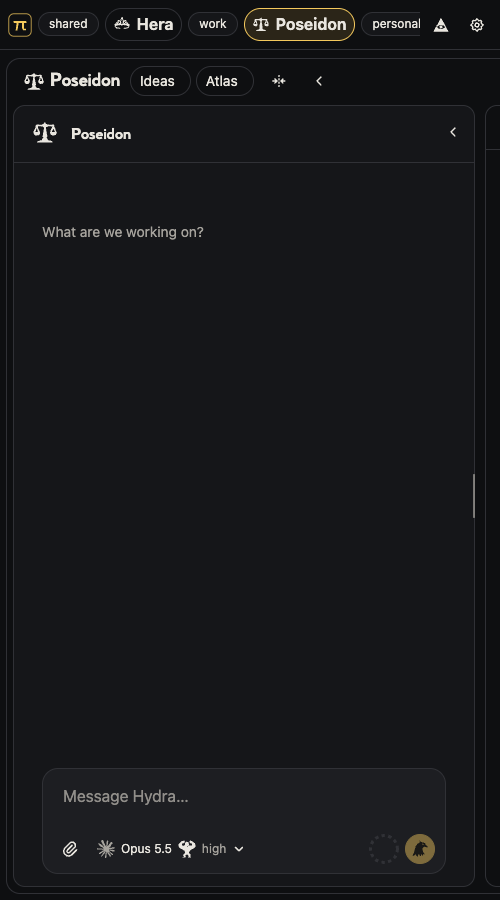 π shared Hera work Poseidon personal
Poseidon Ideas Atlas
Poseidon
What are we working on?
Message Hydra...
Opus 5.5 high